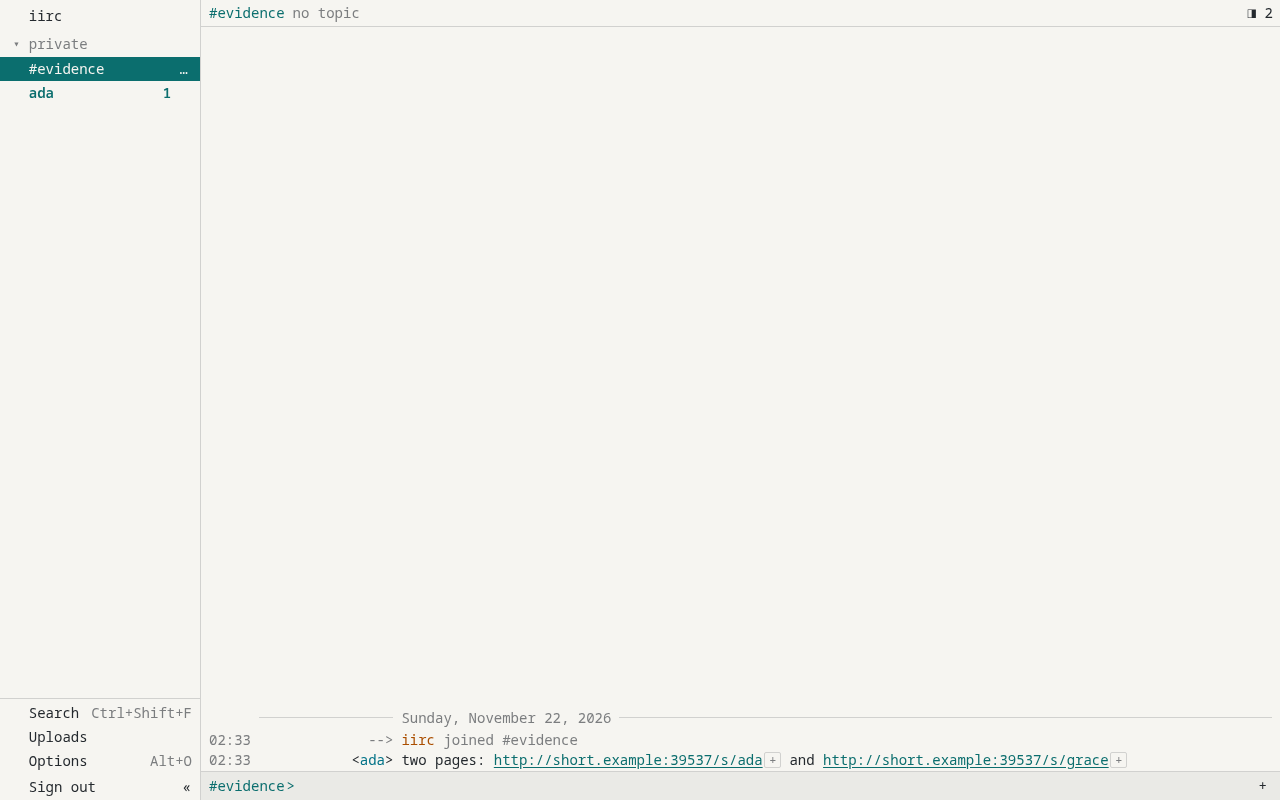 iirc
▾ private
#evidence …
ada 1
Search Ctrl+Shift+F
Uploads
Options Alt+O
Sign out «
#evidence no topic ◨ 2
Sunday, November 22, 2026
02:33 --> iirc joined #evidence
02:33 <ada> two pages: http://short.example:39537/s/ada + and http://short.example:39537/s/grace +
#evidence> +